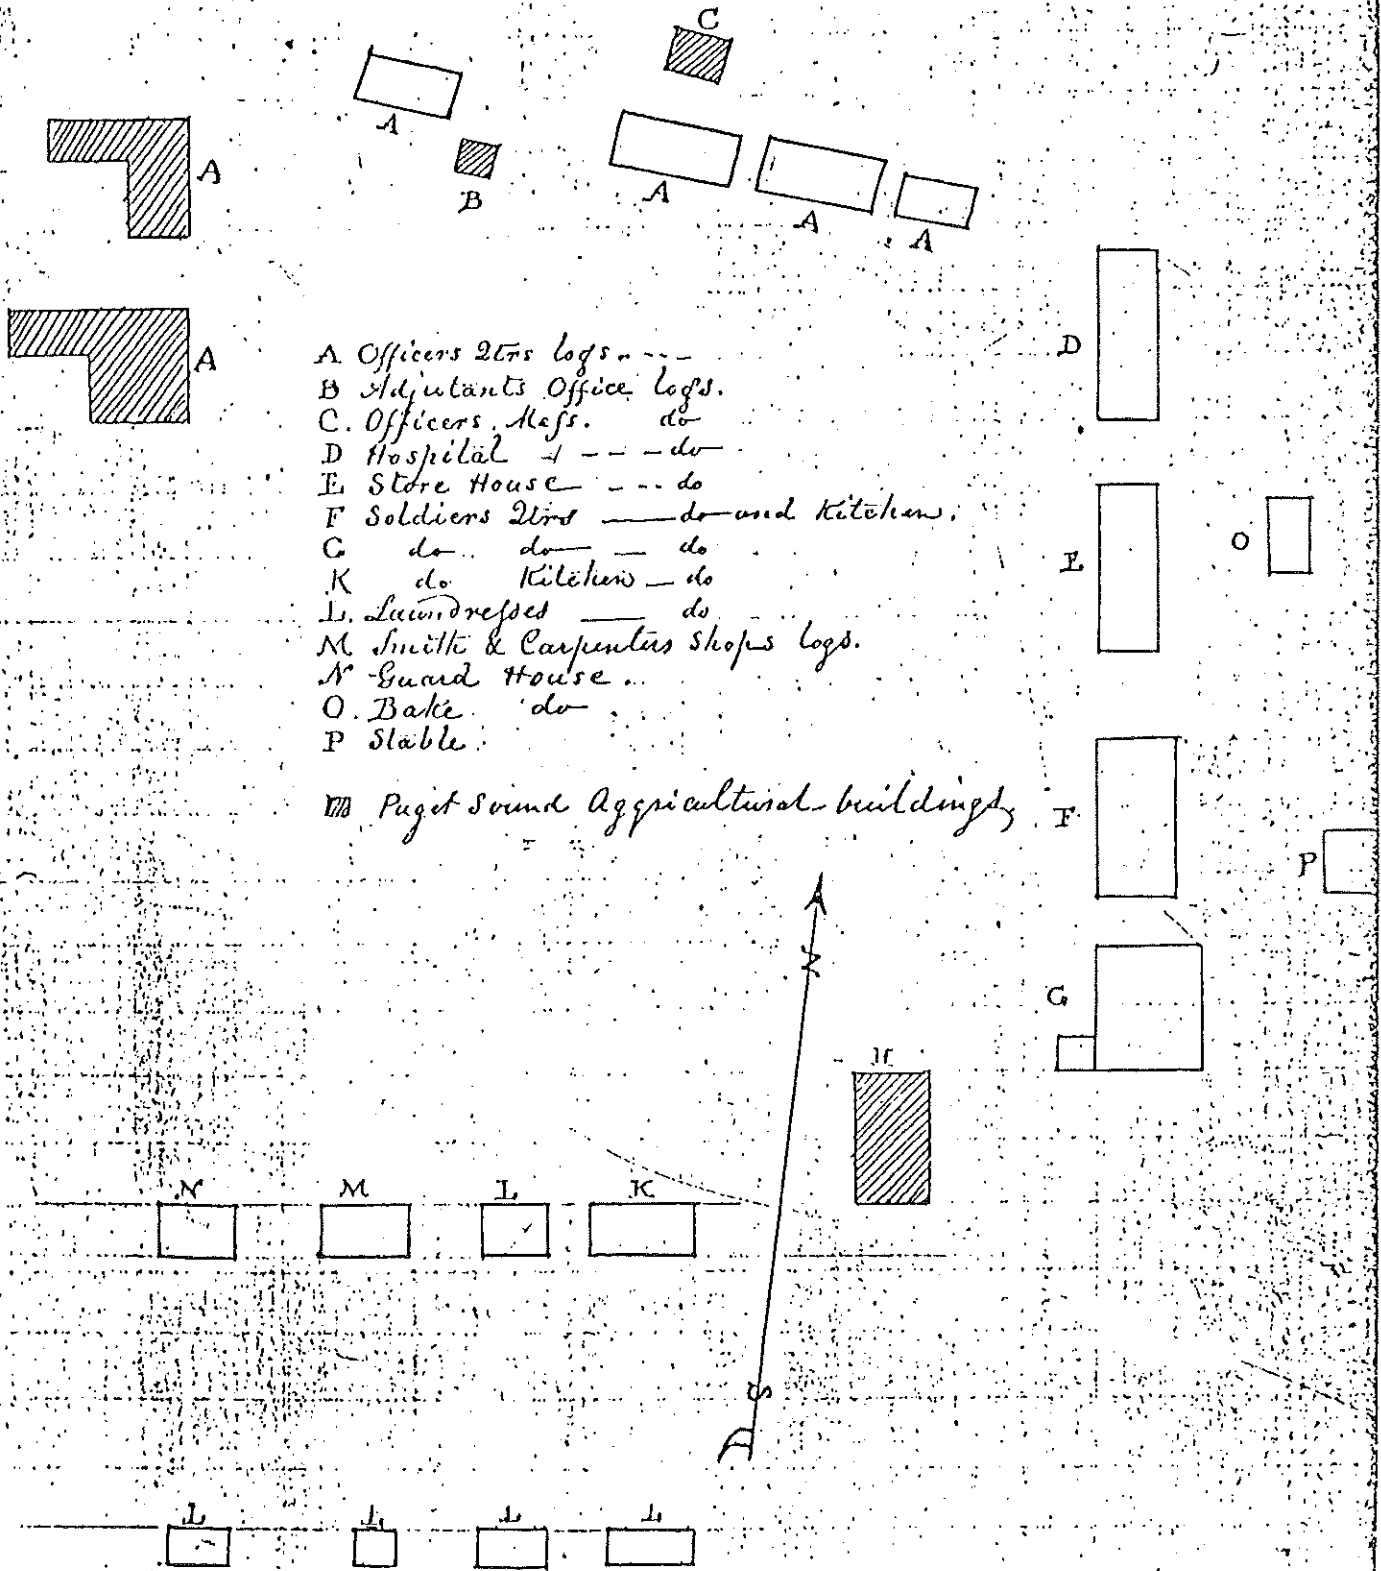 C
A
B
A
A
A
A
A
D
A Officers Qtrs logs. - - -
B Adjutants Office logs.
C. Officers. Mess. do
D Hospital - - - do
E Store House - - - do
F Soldiers Qtrs — do and Kitchen.
G do do — do
K do Kitchen — do
L. Laundresses — do
M Smith & Carpenters Shops logs.
N Guard House.
O. Bake do.
P Stable.
Puget Sound Aggricultural buildings
E
O
F
P
N
G
H
N M L K
S
L L L L